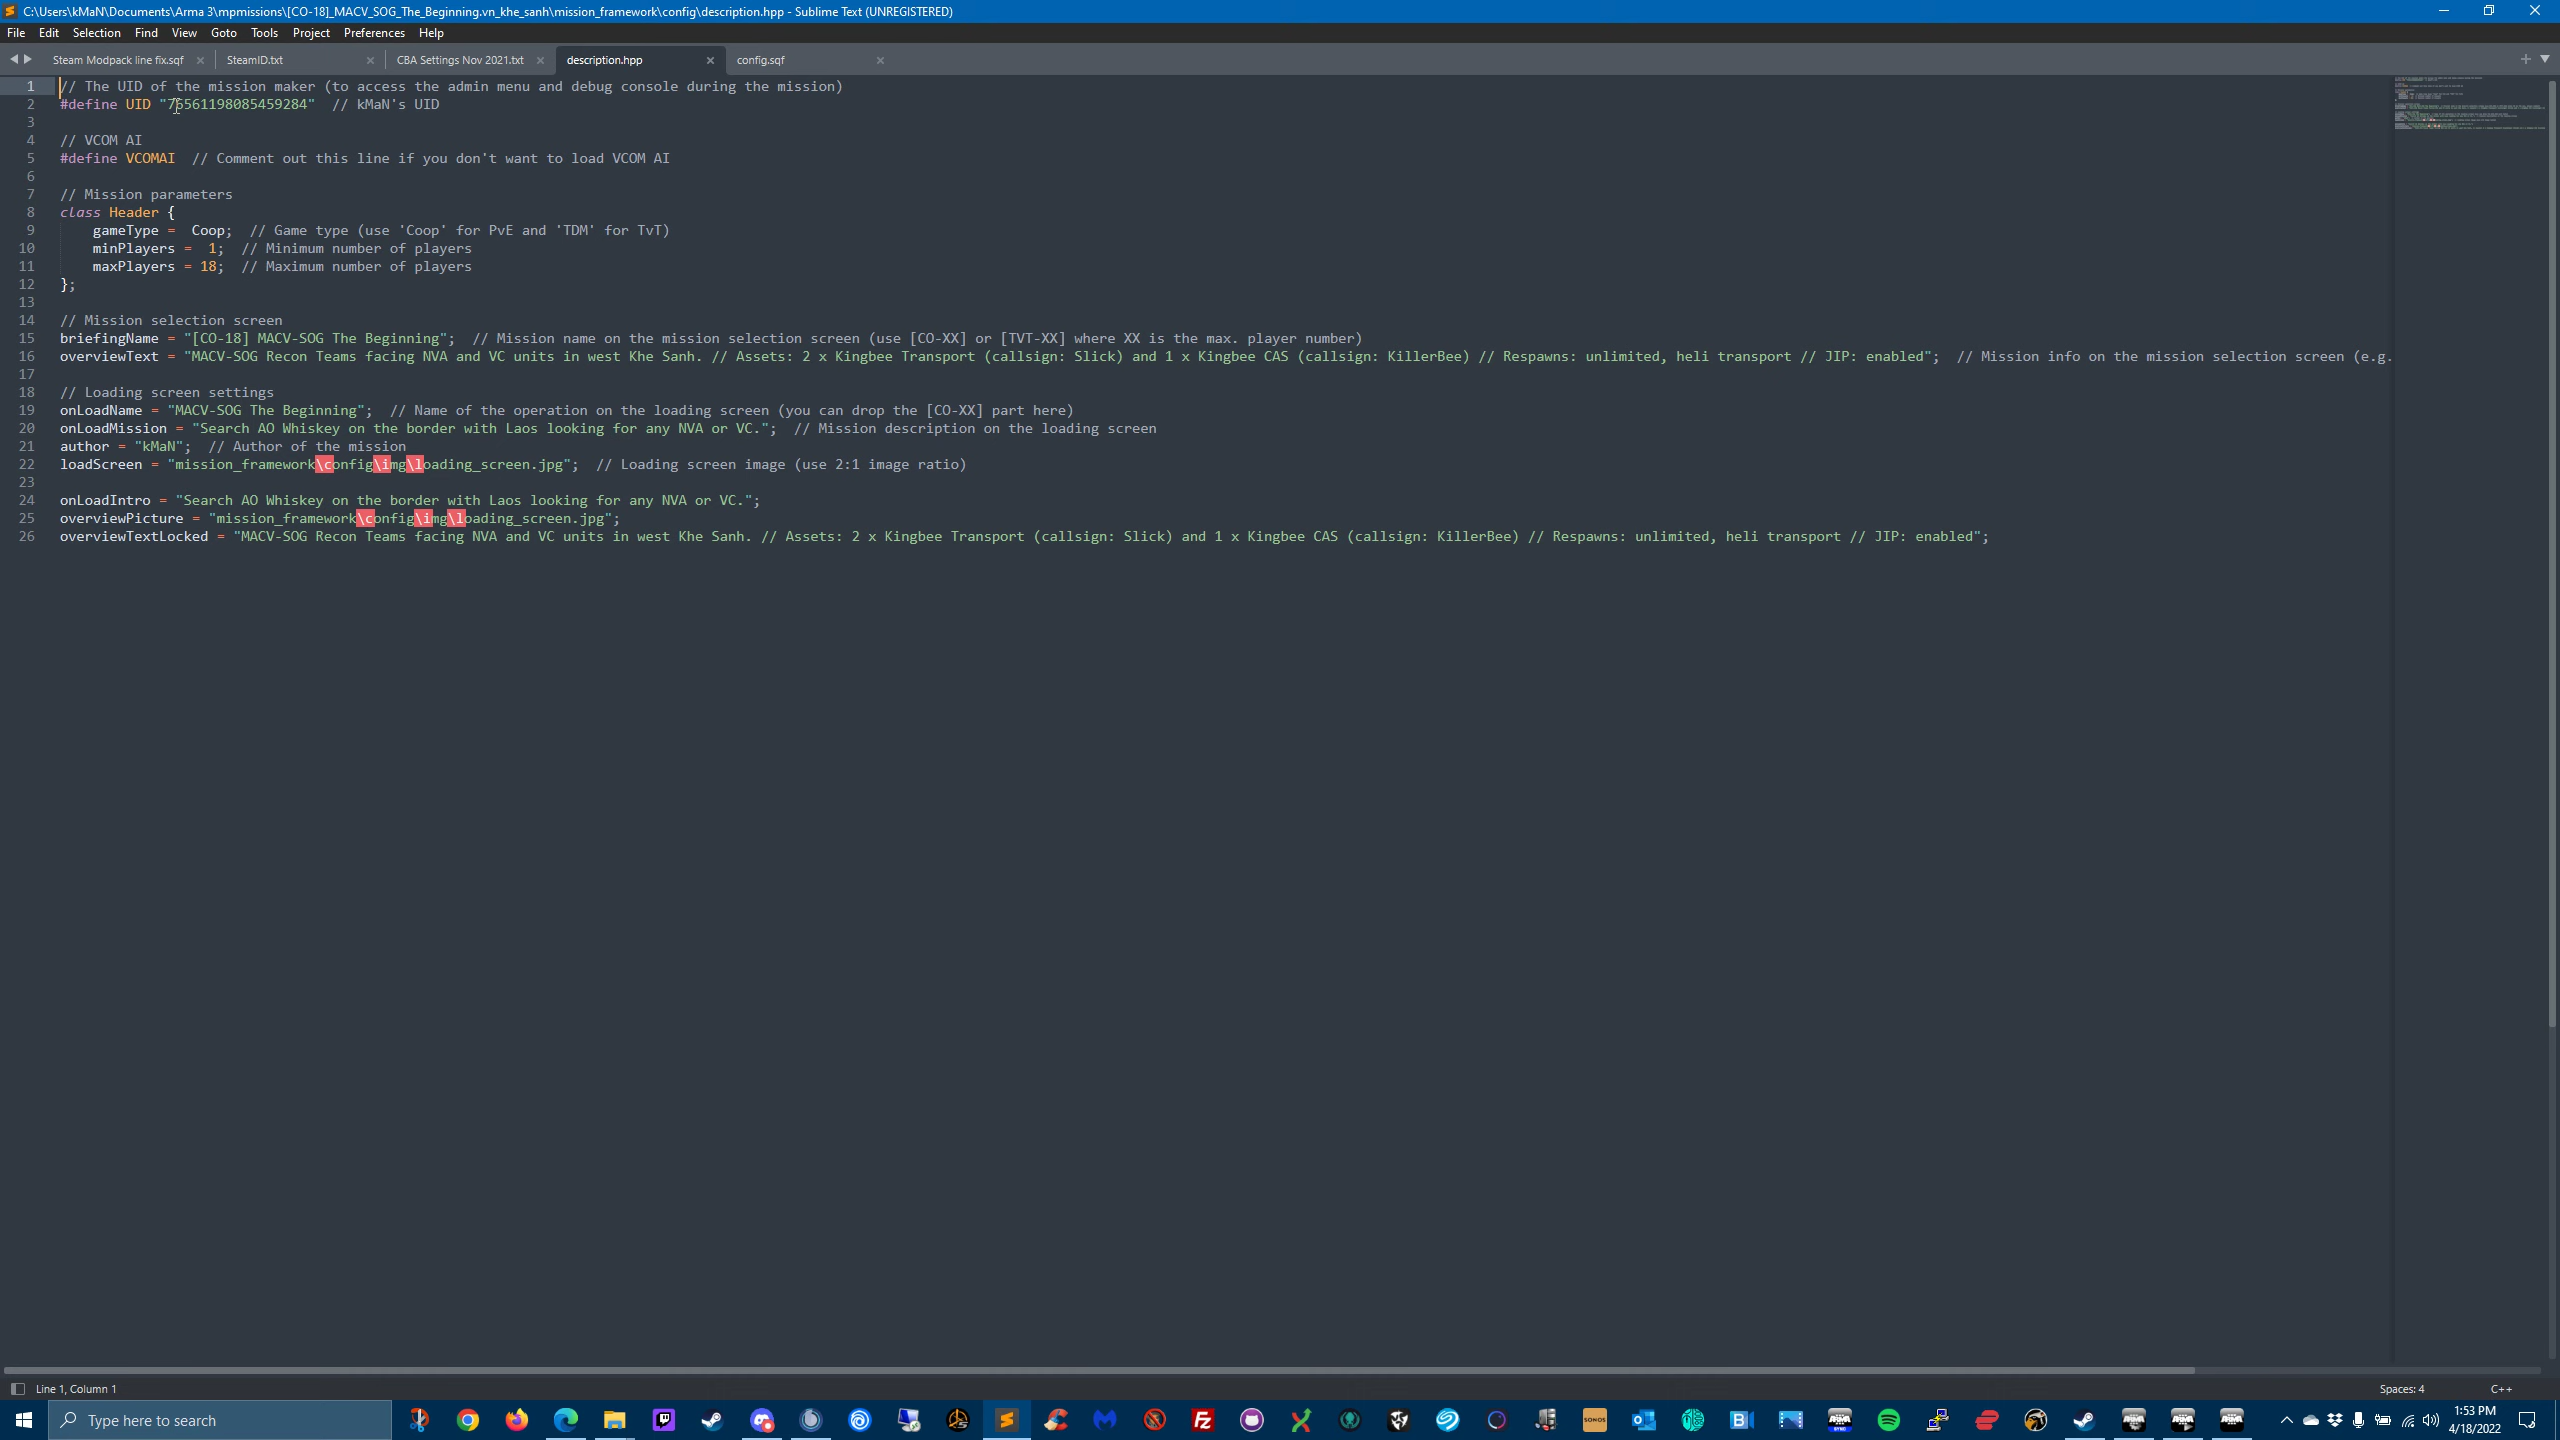 C:\Users\kMaN\Documents\Arma 3\mpmissions\[CO-18]_MACV_SOG_The_Beginning.vn_khe_sanh\mission_framework\config\description.hpp - Sublime Text (UNREGISTERED)
File Edit Selection Find View Goto Tools Project Preferences Help
Steam Modpack line fix.sqf SteamID.txt CBA Settings Nov 2021.txt description.hpp config.sqf
1 // The UID of the mission maker (to access the admin menu and debug console during the mission)
2 #define UID "76561198085459284" // kMaN's UID
3
4 // VCOM AI
5 #define VCOMAI // Comment out this line if you don't want to load VCOM AI
6
7 // Mission parameters
8 class Header {
9 gameType = Coop; // Game type (use 'Coop' for PvE and 'TDM' for TvT)
10 minPlayers = 1; // Minimum number of players
11 maxPlayers = 18; // Maximum number of players
12 };
13
14 // Mission selection screen
15 briefingName = "[CO-18] MACV-SOG The Beginning"; // Mission name on the mission selection screen (use [CO-XX] or [TVT-XX] where XX is the max. player number)
16 overviewText = "MACV-SOG Recon Teams facing NVA and VC units in west Khe Sanh. // Assets: 2 x Kingbee Transport (callsign: Slick) and 1 x Kingbee CAS (callsign: KillerBee) // Respawns: unlimited, heli transport // JIP: enabled"; // Mission info on the mission selection screen (e.g.
17
18 // Loading screen settings
19 onLoadName = "MACV-SOG The Beginning"; // Name of the operation on the loading screen (you can drop the [CO-XX] part here)
20 onLoadMission = "Search AO Whiskey on the border with Laos looking for any NVA or VC."; // Mission description on the loading screen
21 author = "kMaN"; // Author of the mission
22 loadScreen = "mission_framework\config\img\loading_screen.jpg"; // Loading screen image (use 2:1 image ratio)
23
24 onLoadIntro = "Search AO Whiskey on the border with Laos looking for any NVA or VC.";
25 overviewPicture = "mission_framework\config\img\loading_screen.jpg";
26 overviewTextLocked = "MACV-SOG Recon Teams facing NVA and VC units in west Khe Sanh. // Assets: 2 x Kingbee Transport (callsign: Slick) and 1 x Kingbee CAS (callsign: KillerBee) // Respawns: unlimited, heli transport // JIP: enabled";
Line 1, Column 1 Spaces: 4 C++
Type here to search
SONOS
1:53 PM
4/18/2022